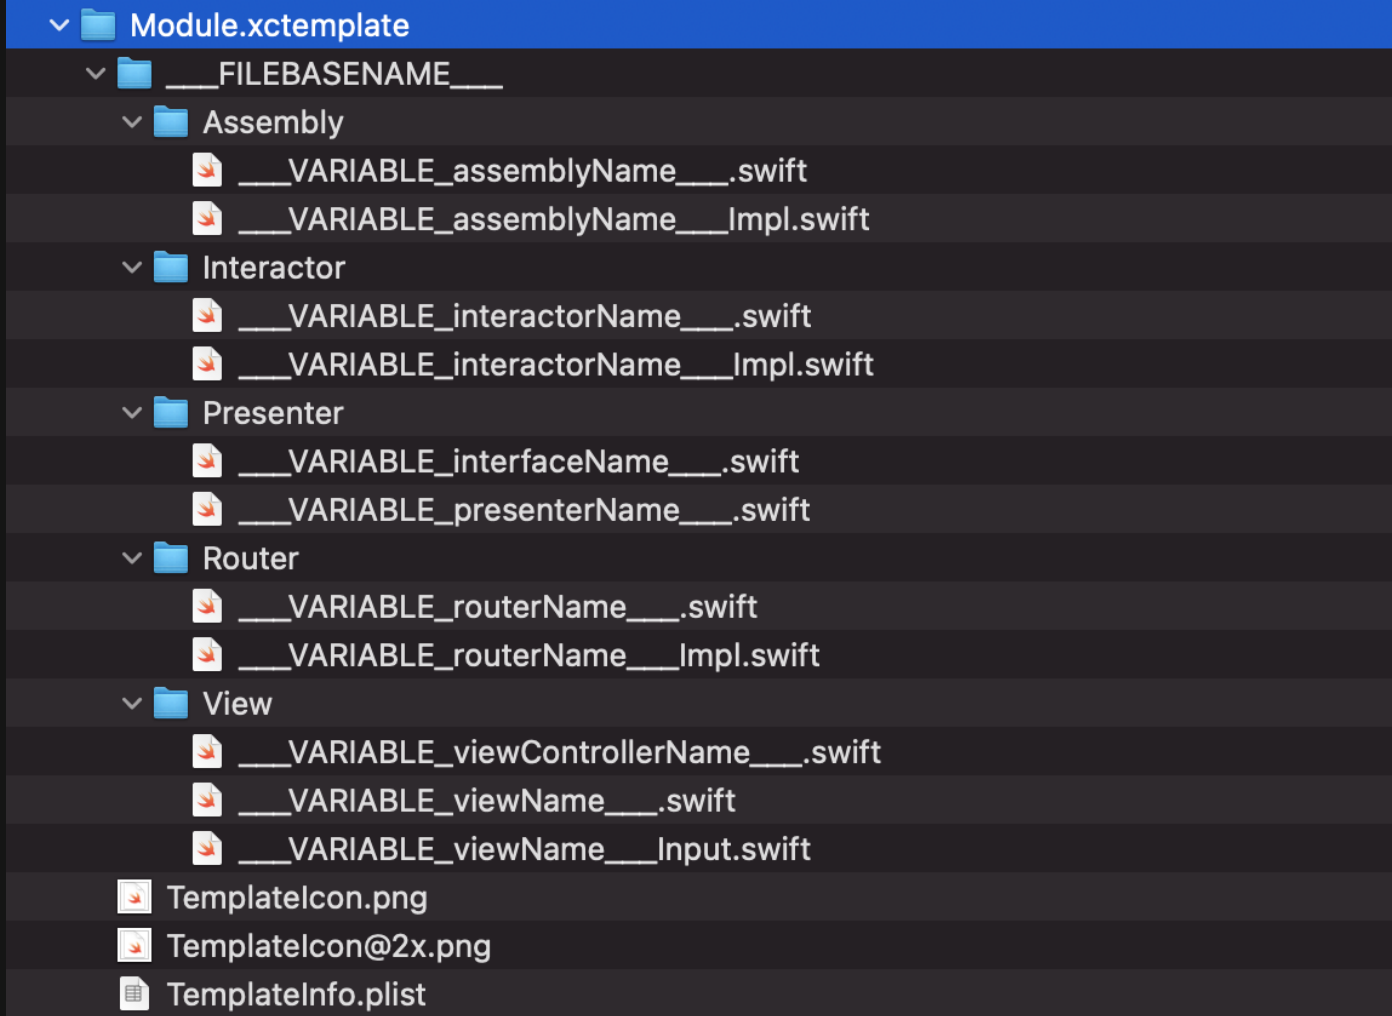 Module.xctemplate
___FILEBASENAME___
Assembly
___VARIABLE_assemblyName___.swift
___VARIABLE_assemblyName___Impl.swift
Interactor
___VARIABLE_interactorName___.swift
___VARIABLE_interactorName___Impl.swift
Presenter
___VARIABLE_interfaceName___.swift
___VARIABLE_presenterName___.swift
Router
___VARIABLE_routerName___.swift
___VARIABLE_routerName___Impl.swift
View
___VARIABLE_viewControllerName___.swift
___VARIABLE_viewName___.swift
___VARIABLE_viewName___Input.swift
TemplateIcon.png
TemplateIcon@2x.png
TemplateInfo.plist